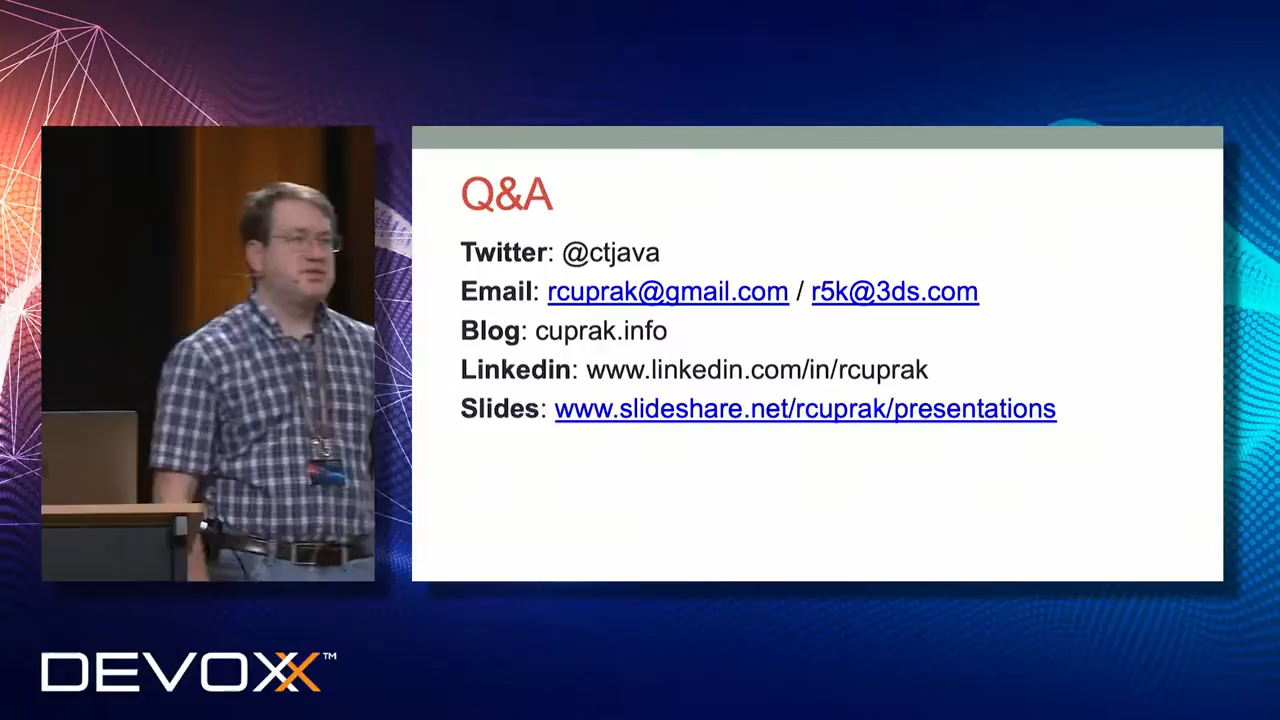 Q&A
Twitter: @ctjava
Email: rcuprak@gmail.com / r5k@3ds.com
Blog: cuprak.info
Linkedin: www.linkedin.com/in/rcuprak
Slides: www.slideshare.net/rcuprak/presentations
DEVOXX™